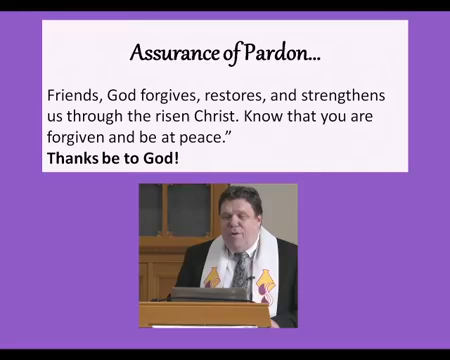 Assurance of Pardon...
Friends, God forgives, restores, and strengthens
us through the risen Christ. Know that you are
forgiven and be at peace.”
Thanks be to God!